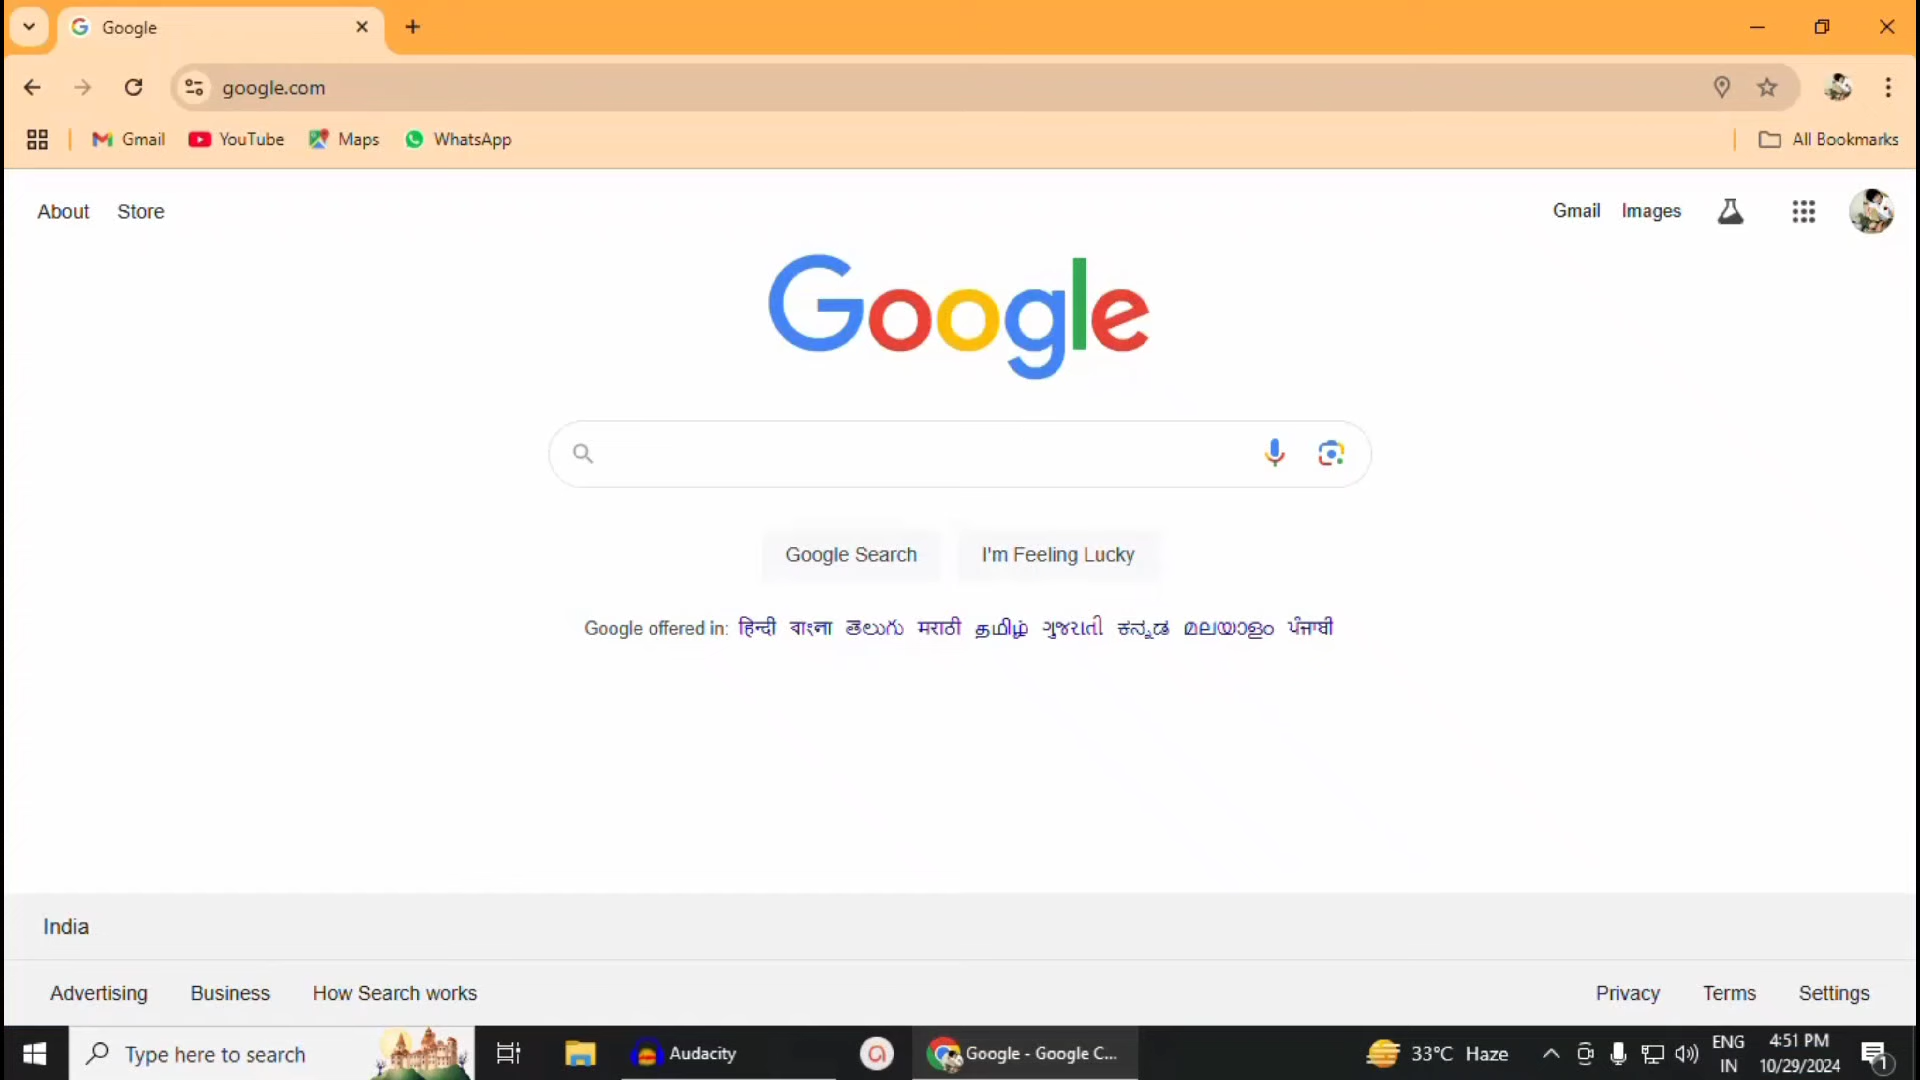 Google
google.com
Gmail YouTube Maps WhatsApp All Bookmarks
About Store Gmail Images
Google
Google Search I'm Feeling Lucky
Google offered in: हिन्दी বাংলা తెలుగు मराठी தமிழ் ગુજરાતી ಕನ್ನಡ മലയാളം ਪੰਜਾਬੀ
India
Advertising Business How Search works Privacy Terms Settings
Type here to search Audacity Google - Google C... 33°C Haze ENG 4:51 PM
IN 10/29/2024 1